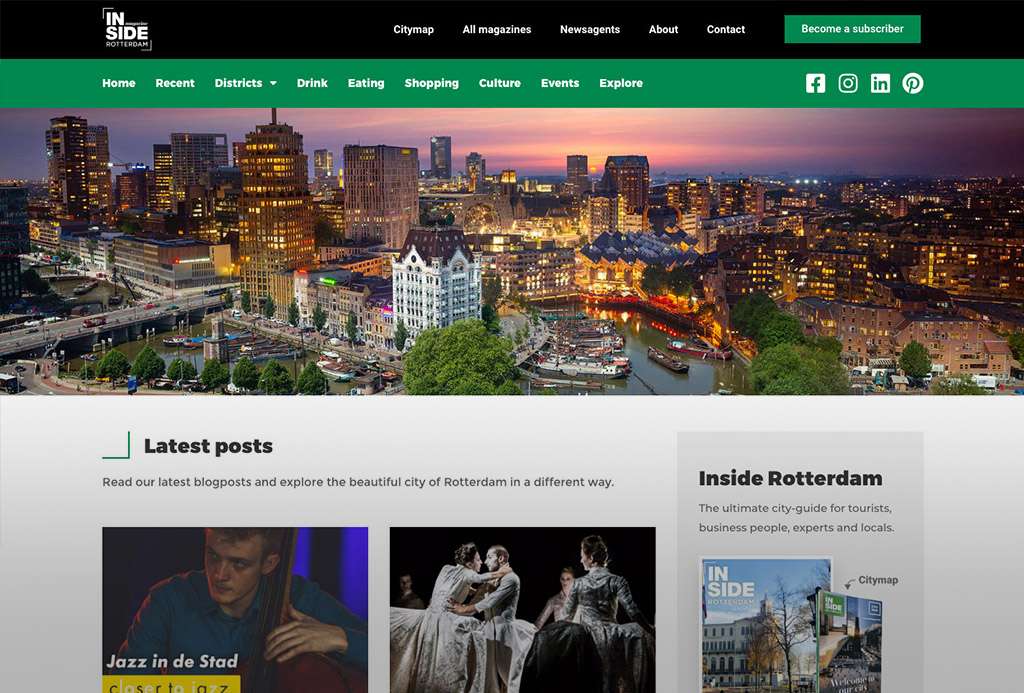 IN magazine
SIDE
ROTTERDAM
Citymap All magazines Newsagents About Contact Become a subscriber
Home Recent Districts Drink Eating Shopping Culture Events Explore
Latest posts
Read our latest blogposts and explore the beautiful city of Rotterdam in a different way.
Jazz in de Stad
closer to jazz
Inside Rotterdam
The ultimate city-guide for tourists,
business people, experts and locals.
IN
SIDE
ROTTERDAM
Citymap
IN
SIDE
Welcome to
our city